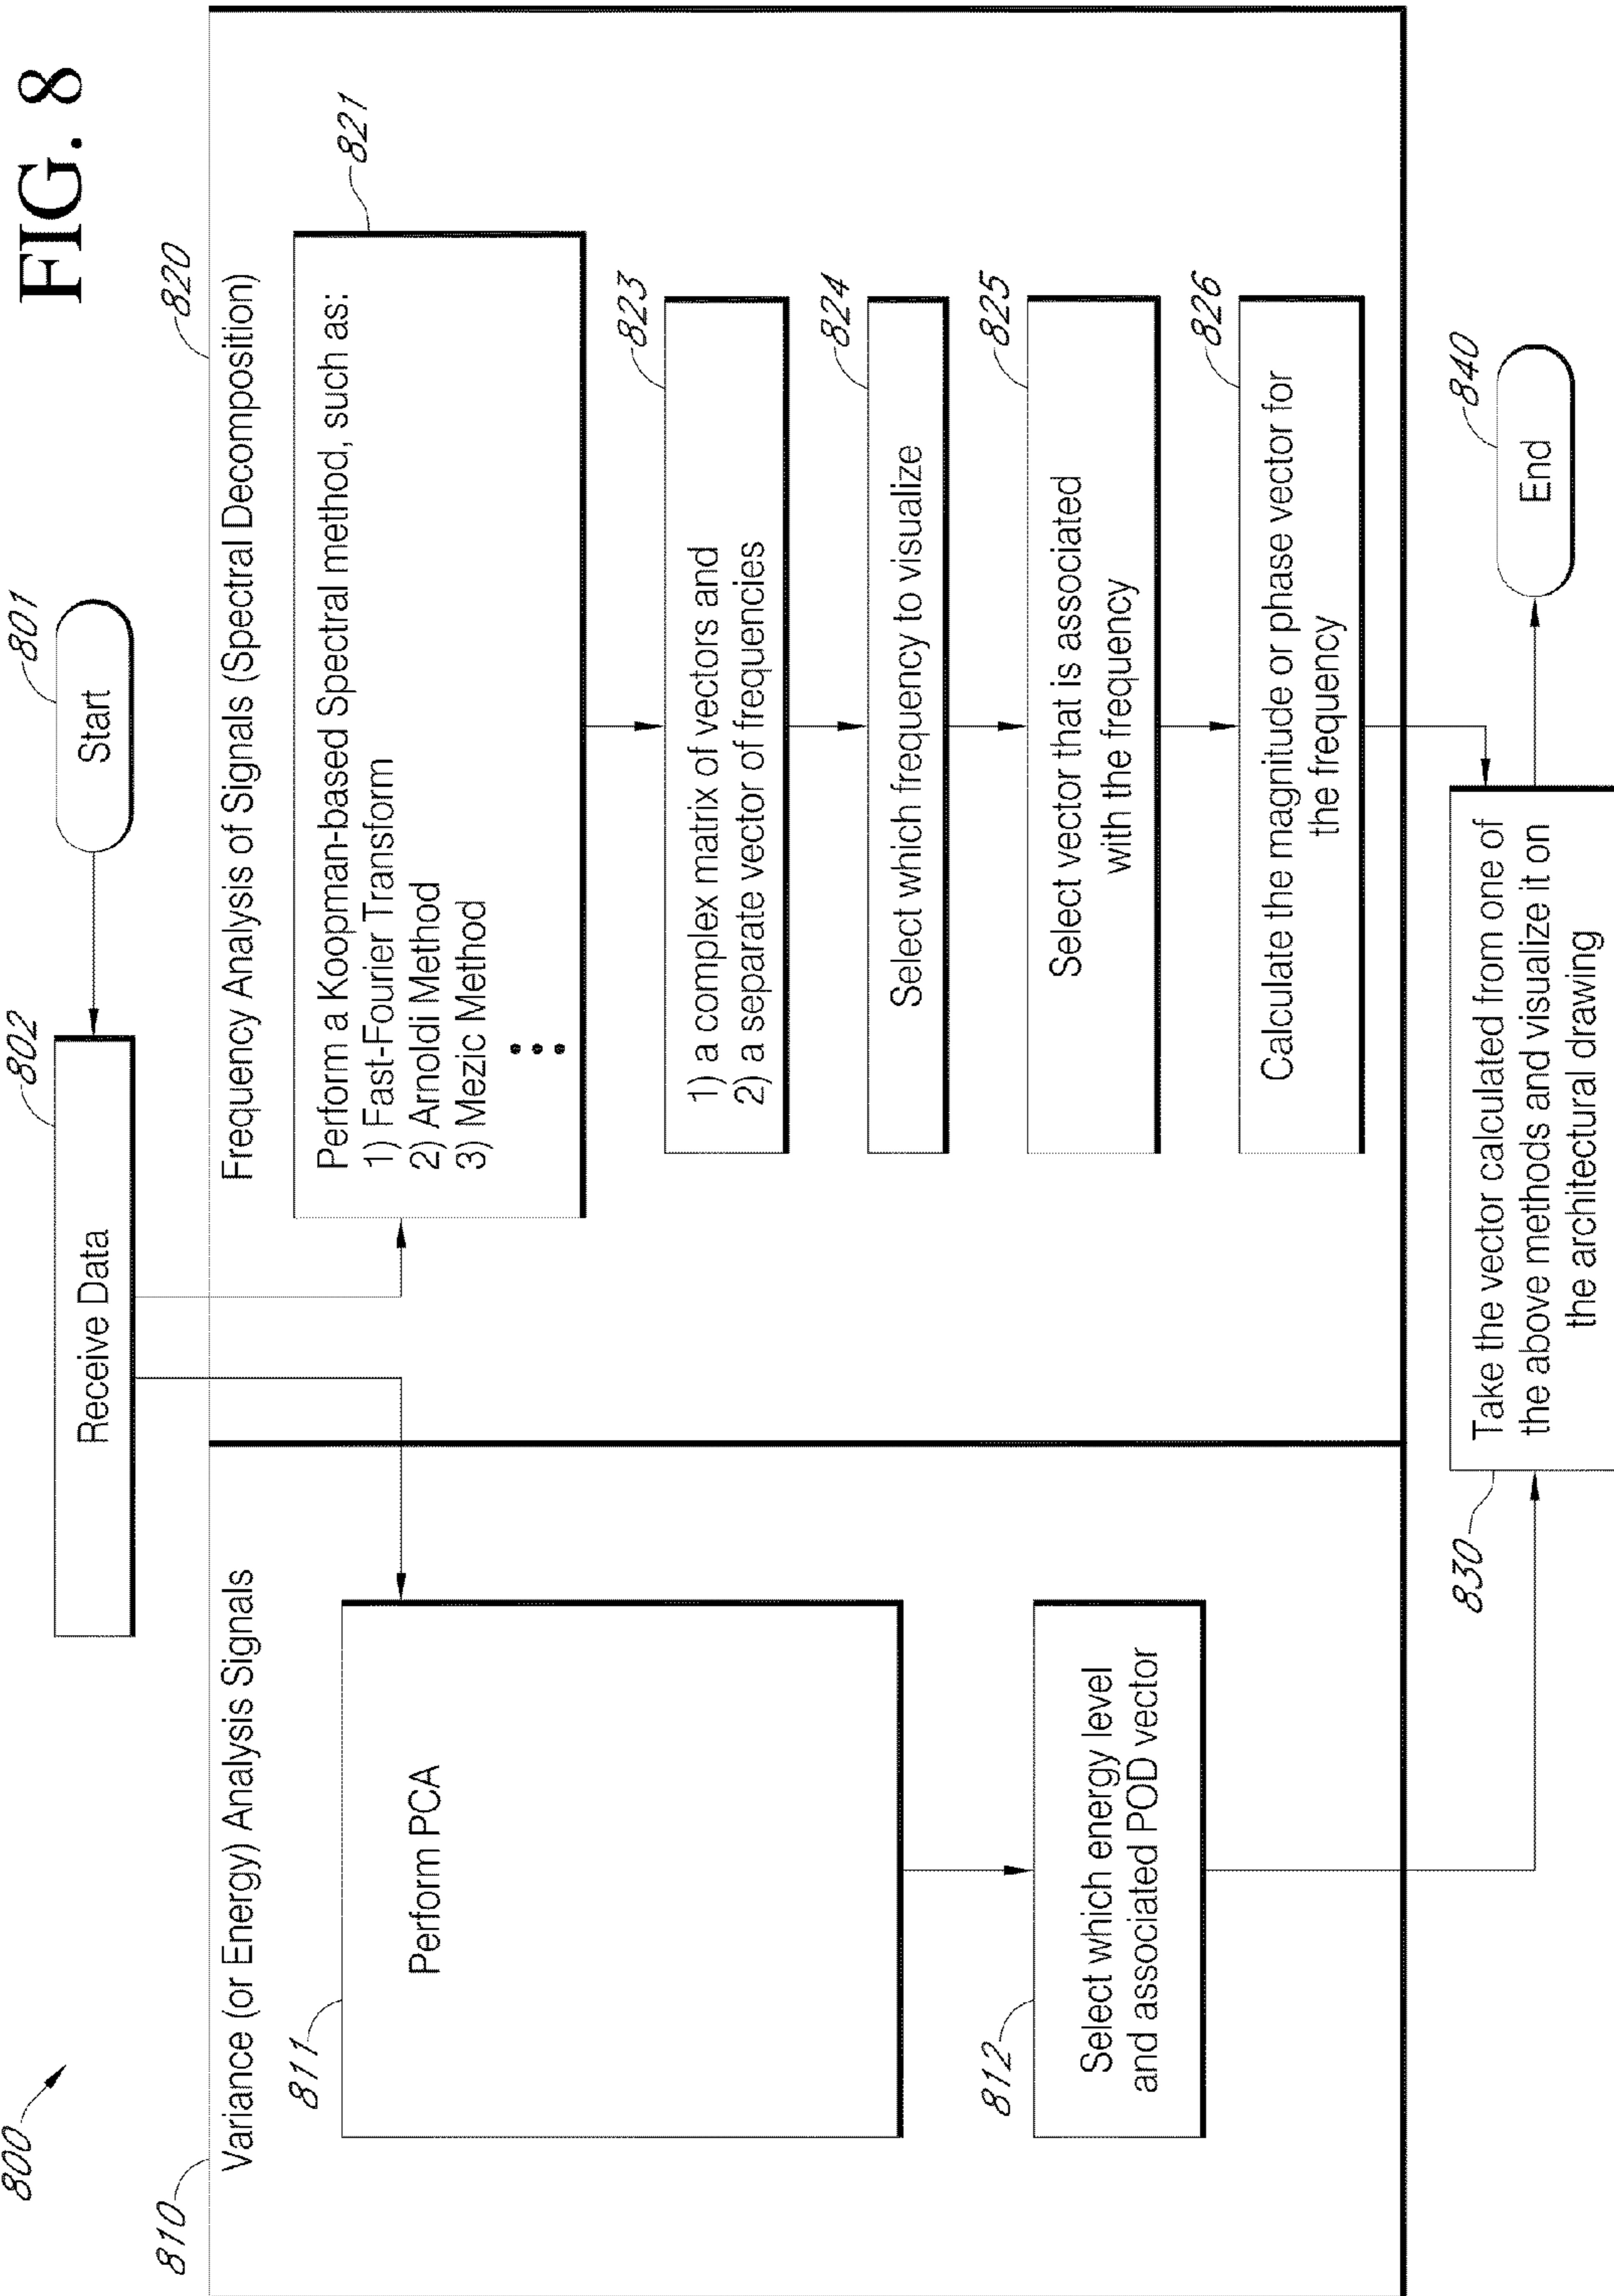 FIG. 8
800
801
Start
802
Receive Data
810
Variance (or Energy) Analysis Signals
811
Perform PCA
812
Select which energy level
and associated POD vector
820
Frequency Analysis of Signals (Spectral Decomposition)
821
Perform a Koopman-based Spectral method, such as:
1) Fast-Fourier Transform
2) Arnoldi Method
3) Mezic Method
823
1) a complex matrix of vectors and
2) a separate vector of frequencies
824
Select which frequency to visualize
825
Select vector that is associated
with the frequency
826
Calculate the magnitude or phase vector for
the frequency
830
Take the vector calculated from one of
the above methods and visualize it on
the architectural drawing
840
End